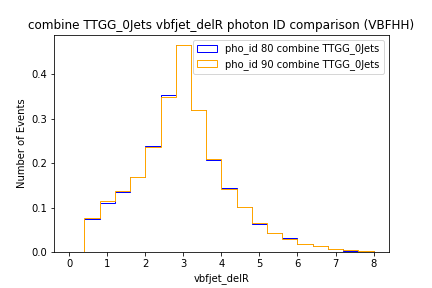 combine TTGG_0Jets vbfjet_delR photon ID comparison (VBFHH)
pho_id 80 combine TTGG_0Jets
pho_id 90 combine TTGG_0Jets
Number of Events
0.4
0.3
0.2
0.1
0.0
0 1 2 3 4 5 6 7 8
vbfjet_delR